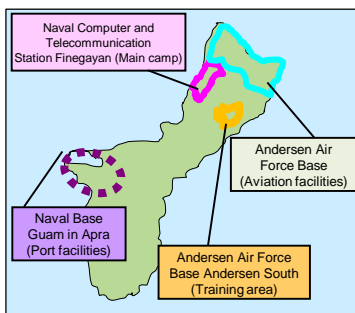 Naval Computer and
Telecommunication
Station Finegayan (Main camp)
Andersen Air
Force Base
(Aviation facilities)
Naval Base
Guam in Apra
(Port facilities)
Andersen Air Force
Base Andersen South
(Training area)